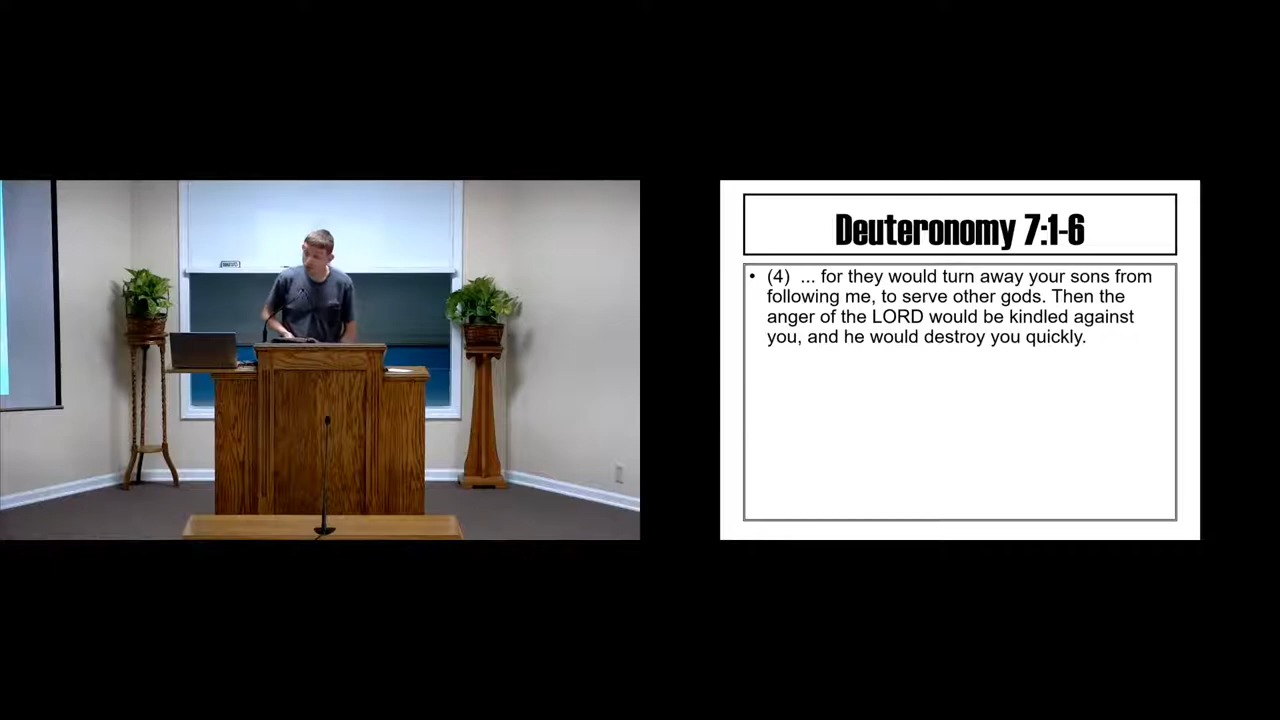 Deuteronomy 7:1-6
• (4) ... for they would turn away your sons from
following me, to serve other gods. Then the
anger of the LORD would be kindled against
you, and he would destroy you quickly.